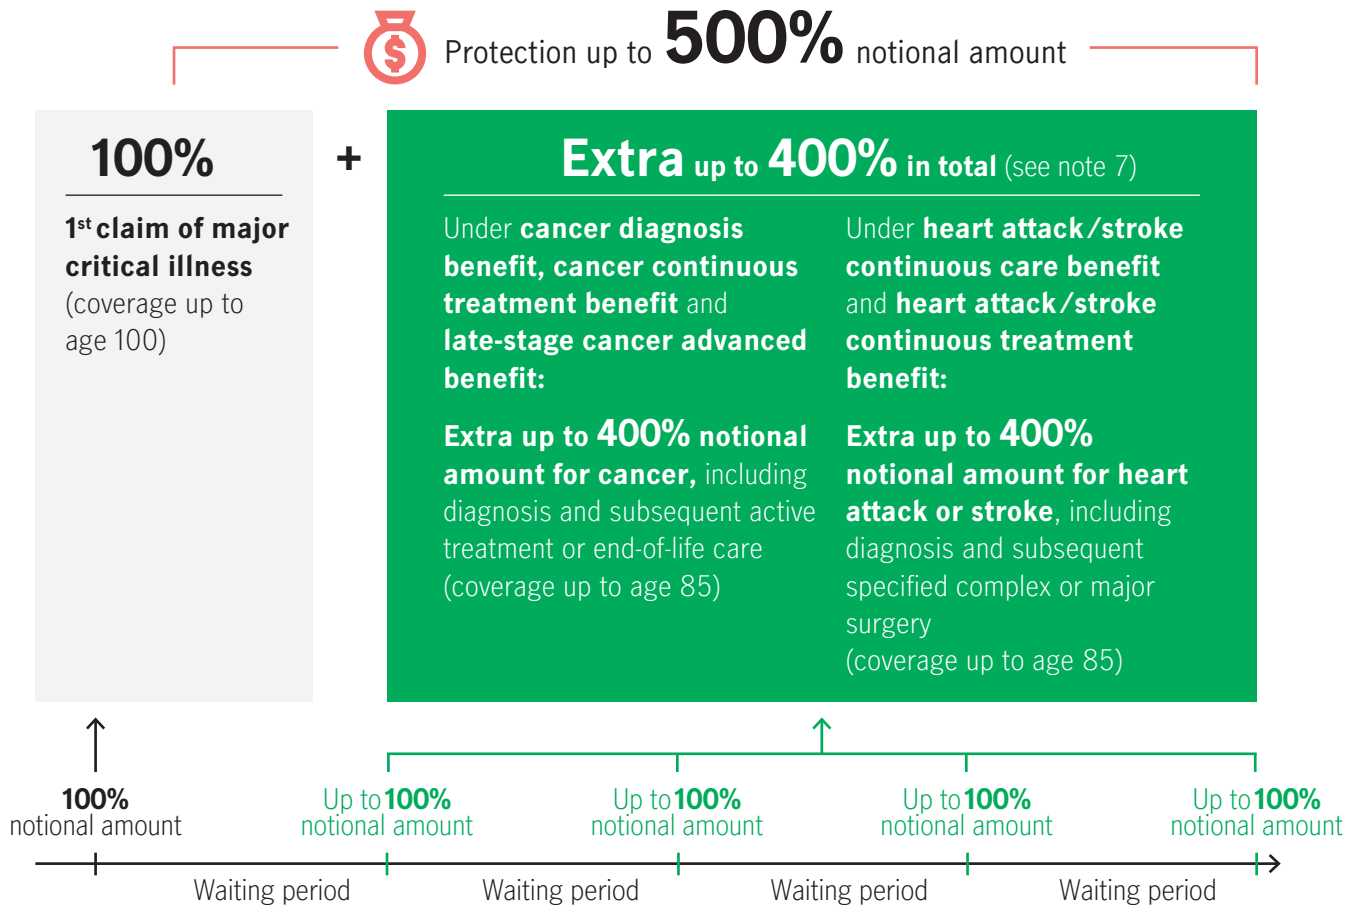 Protection up to 500% notional amount
100%
1st claim of major
critical illness
(coverage up to
age 100)
+
Extra up to 400% in total (see note 7)
Under cancer diagnosis
benefit, cancer continuous
treatment benefit and
late-stage cancer advanced
benefit:
Extra up to 400% notional
amount for cancer, including
diagnosis and subsequent active
treatment or end-of-life care
(coverage up to age 85)
Under heart attack/stroke
continuous care benefit
and heart attack/stroke
continuous treatment
benefit:
Extra up to 400%
notional amount for heart
attack or stroke, including
diagnosis and subsequent
specified complex or major
surgery
(coverage up to age 85)
100%
notional amount
Up to 100%
notional amount
Up to 100%
notional amount
Up to 100%
notional amount
Up to 100%
notional amount
Waiting period
Waiting period
Waiting period
Waiting period